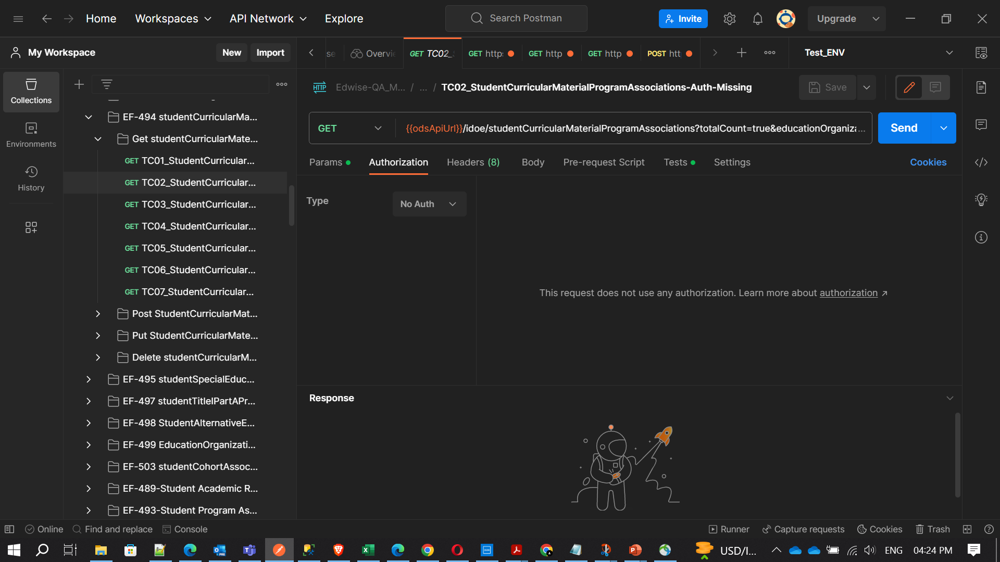 Home
Workspaces
API Network
Explore
Search Postman
Invite
Upgrade
My Workspace
New
Import
se
Overvie
GET TC02_S
GET http:
GET http
GET http
POST htt
Test_ENV
Collections
Environments
History
EF-494 studentCurricularMa...
Get studentCurricularMate...
GET TC01_StudentCurricular...
GET TC02_StudentCurricular...
GET TC03_StudentCurricular...
GET TC04_StudentCurricular...
GET TC05_StudentCurricular...
GET TC06_StudentCurricular...
GET TC07_StudentCurricular...
Post StudentCurricularMat...
Put StudentCurricularMate...
Delete studentCurricularM...
EF-495 studentSpecialEduc...
EF-497 studentTitleIPartAPr...
EF-498 StudentAlternativeE...
EF-499 EducationOrganizati...
EF-503 studentCohortAssoc...
EF-489-Student Academic R...
EF-493-Student Program As...
HTTP Edwise-QA_M... / ... / TC02_StudentCurricularMaterialProgramAssociations-Auth-Missing
Save
GET {{odsApiUrl}}/idoe/studentCurricularMaterialProgramAssociations?totalCount=true&educationOrganiza...
Send
Params
Authorization
Headers (8)
Body
Pre-request Script
Tests
Settings
Cookies
Type
No Auth
This request does not use any authorization. Learn more about authorization ↗
Response
Online
Find and replace
Console
Runner
Capture requests
Cookies
Trash
USD/I...
ENG
04:24 PM